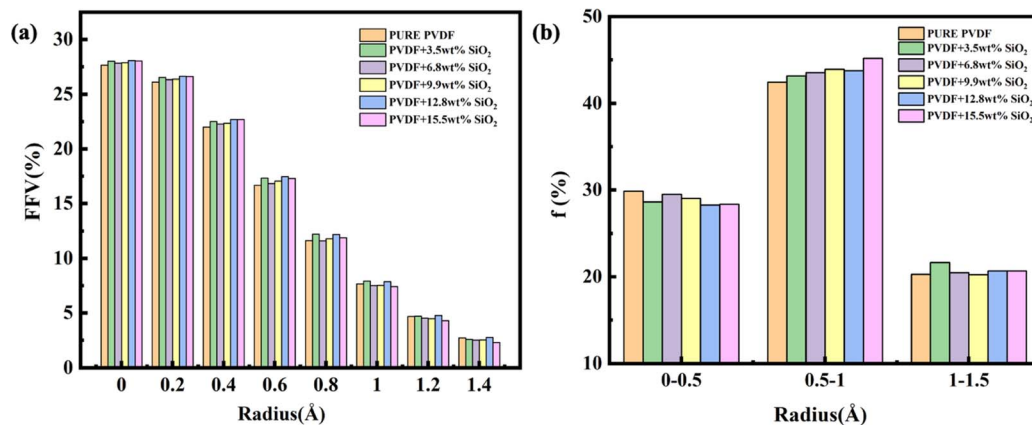 (a)
30
25
20
15
10
5
0
FFV(%)
PURE PVDF
PVDF+3.5wt% SiO₂
PVDF+6.8wt% SiO₂
PVDF+9.9wt% SiO₂
PVDF+12.8wt% SiO₂
PVDF+15.5wt% SiO₂
0 0.2 0.4 0.6 0.8 1 1.2 1.4
Radius(Å)
(b)
50
40
30
20
10
f (%)
PURE PVDF
PVDF+3.5wt% SiO₂
PVDF+6.8wt% SiO₂
PVDF+9.9wt% SiO₂
PVDF+12.8wt% SiO₂
PVDF+15.5wt% SiO₂
0-0.5 0.5-1 1-1.5
Radius(Å)